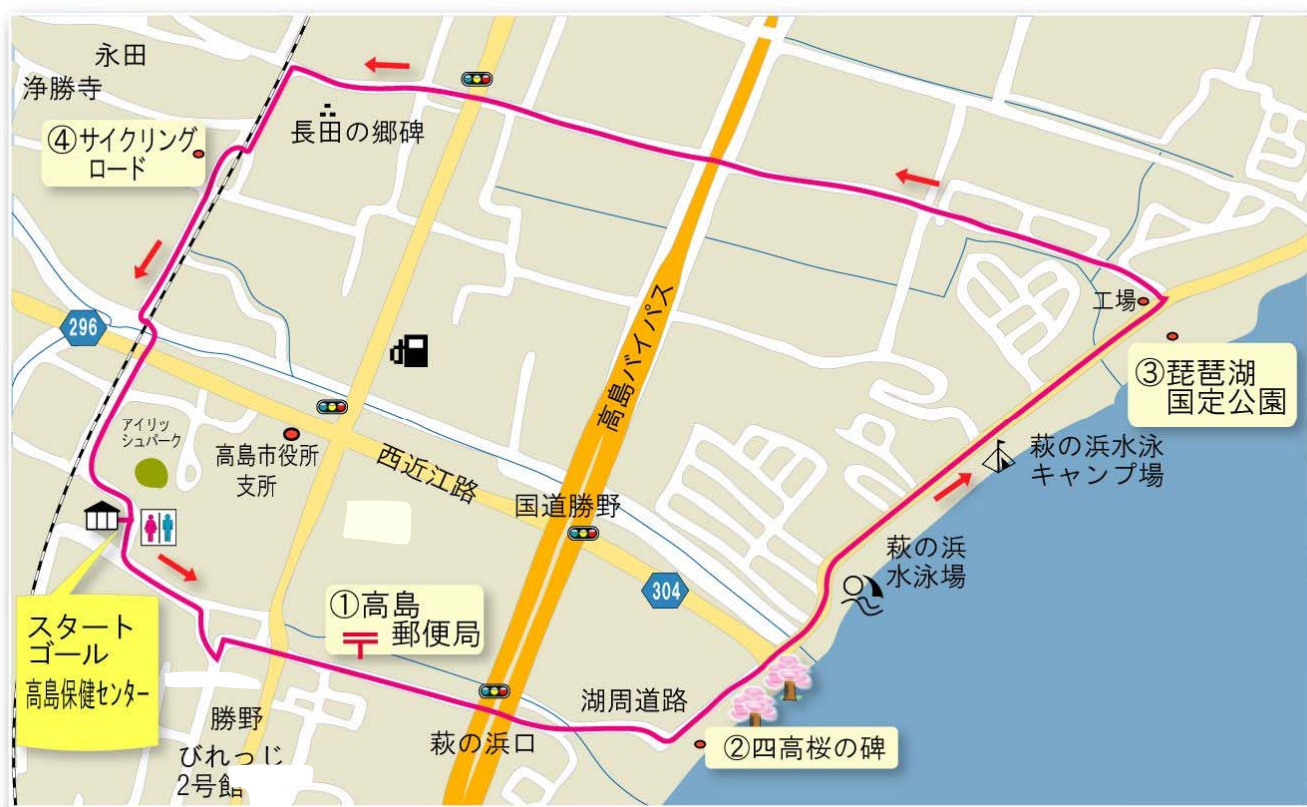 永田
浄勝寺
④サイクリング
ロード
長田の郷碑
296
アイリッ
シュパーク
高島市役所
支所
西近江路
高島バイパス
国道勝野
304
工場
③琵琶湖
国定公園
萩の浜水泳
キャンプ場
萩の浜
水泳場
スタート
ゴール
高島保健センター
①高島
郵便局
勝野
びれっじ
2号館
萩の浜口
湖周道路
②四高桜の碑